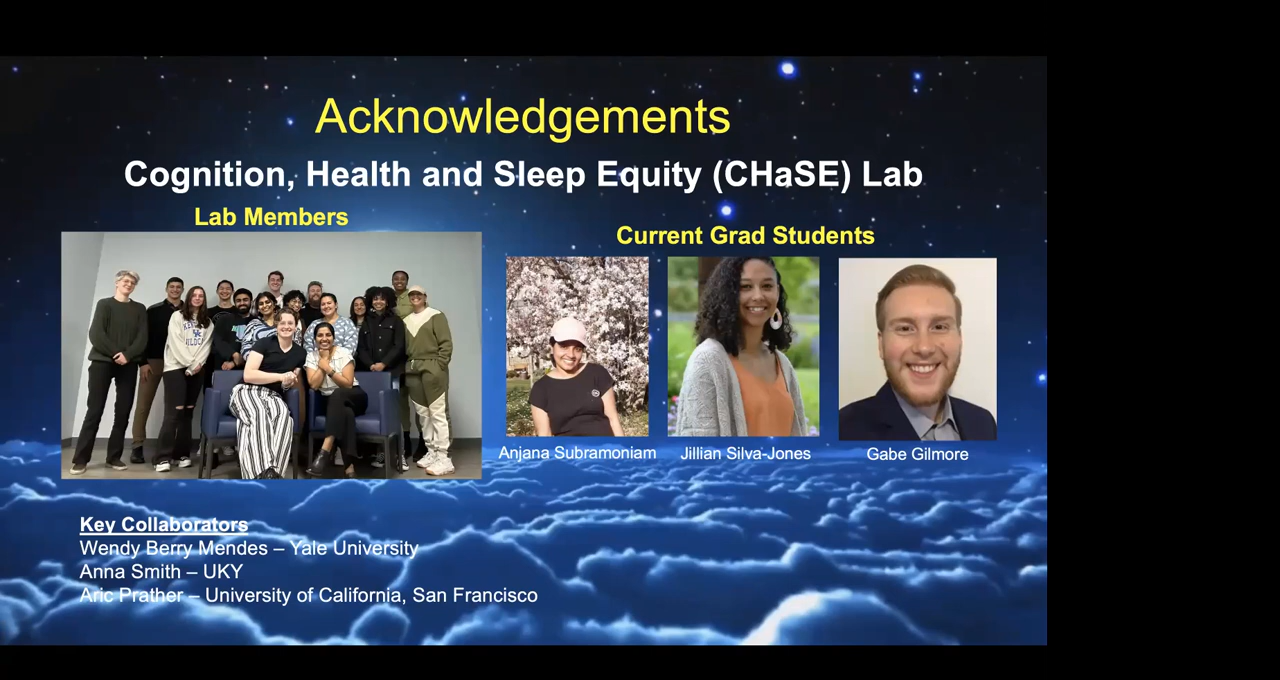 Acknowledgements
Cognition, Health and Sleep Equity (CHaSE) Lab
Lab Members
Current Grad Students
Anjana Subramoniam
Jillian Silva-Jones
Gabe Gilmore
Key Collaborators
Wendy Berry Mendes – Yale University
Anna Smith – UKY
Aric Prather – University of California, San Francisco